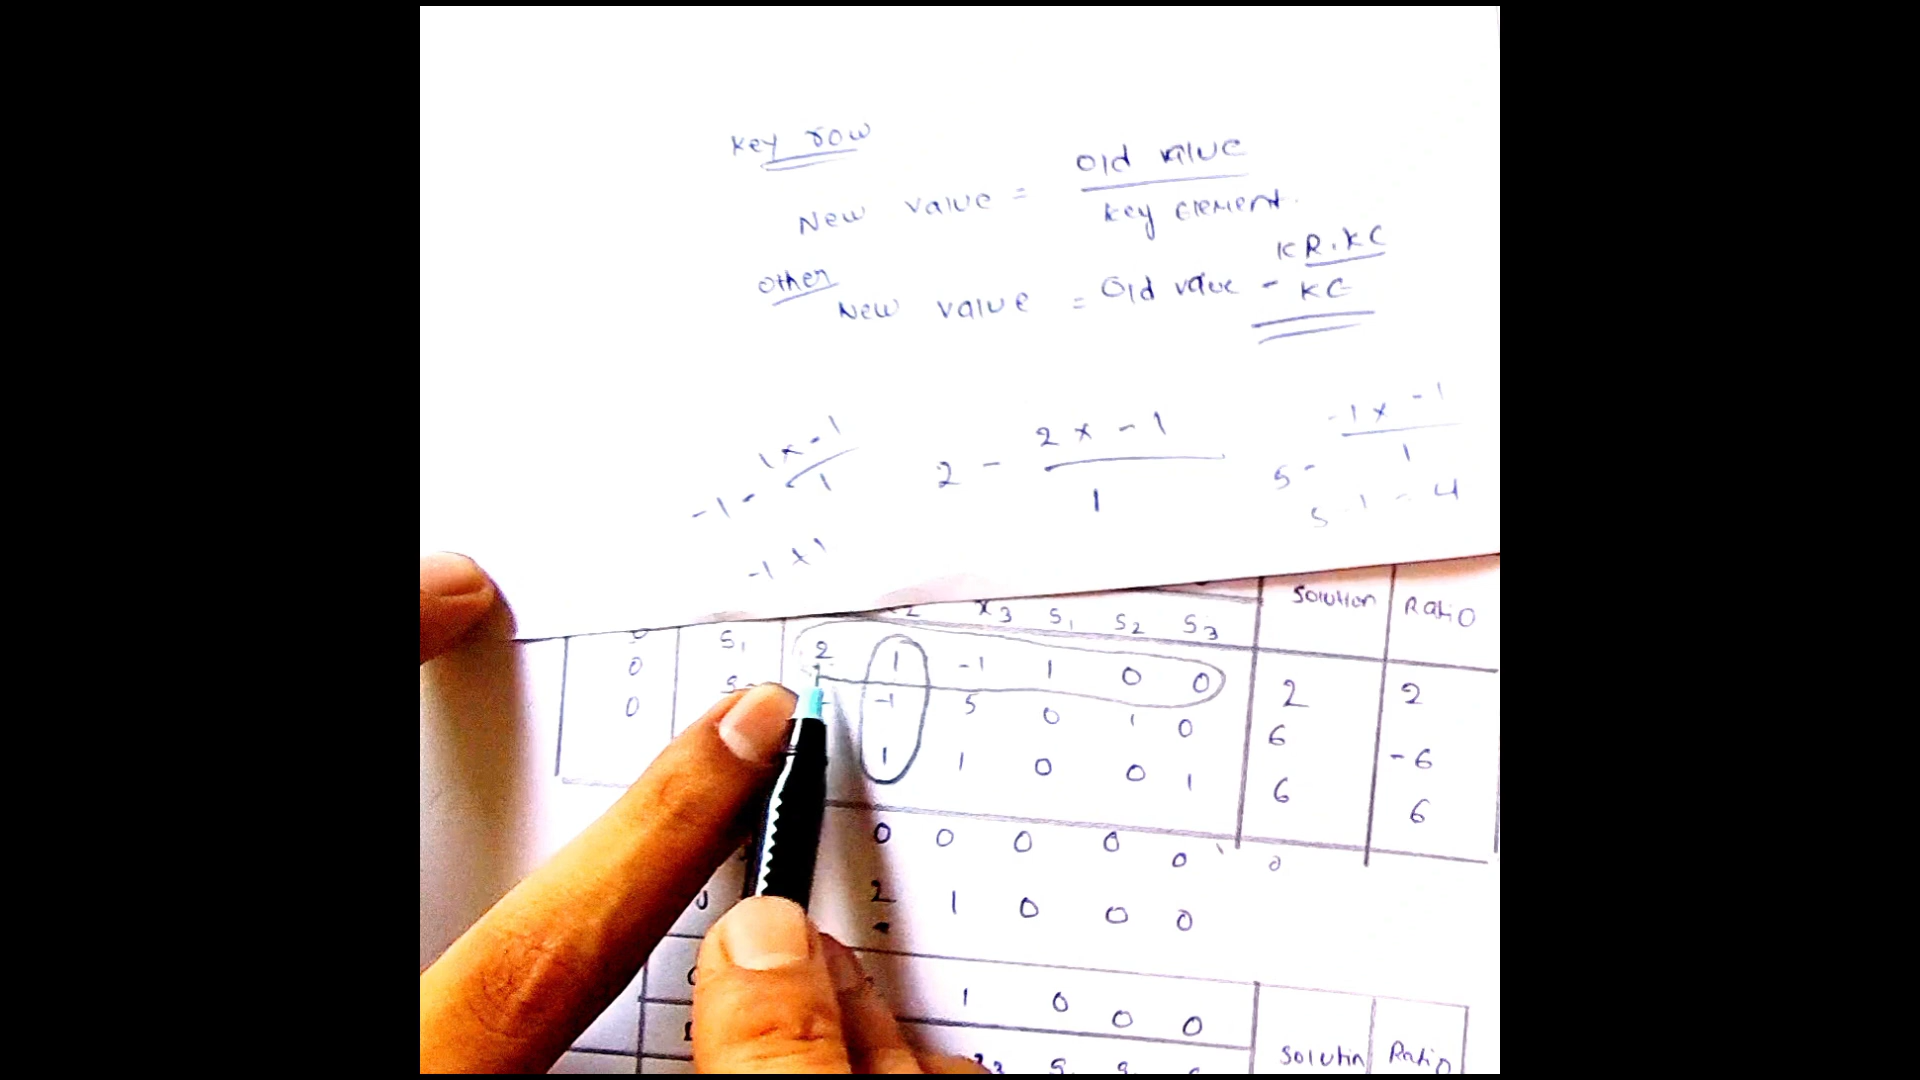 Key row
New value = Old value / Key element.
Other
New value = Old value - KR.KC / KE
-1 - 1x-1 / 1
2 - 2x-1 / 1
5 - -1x-1 / 1
-1 +1
5-1 - 4
x3 S1 S2 S3 Solution Ratio
0 S1 2 1 -1 1 0 0 2 2
0 -1 5 0 1 0 6 -6
1 1 0 0 1 6 6
0 0 0 0 0 0
2 1 0 0 0
1 0 0 0
Solutin Ratio